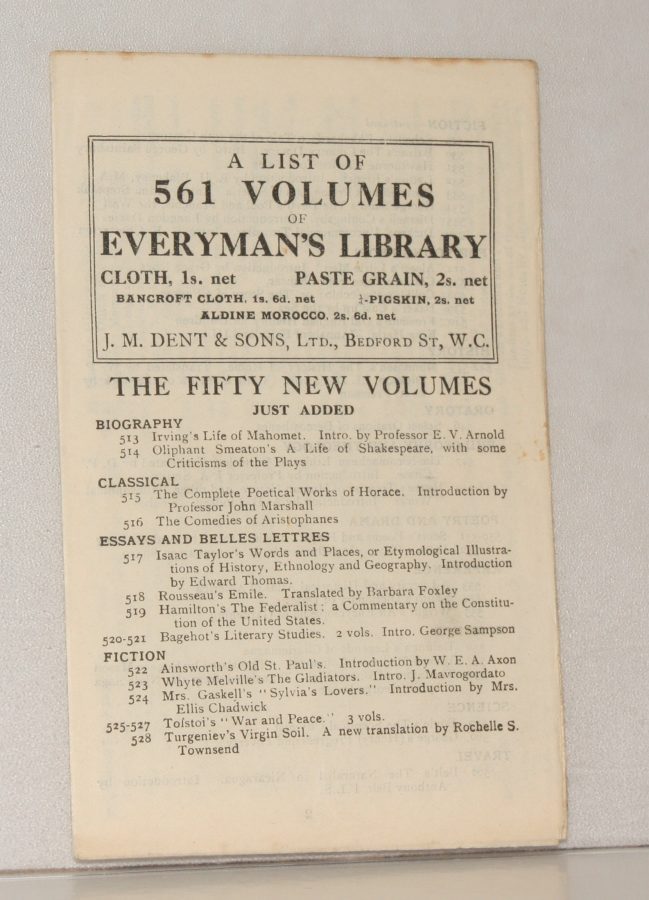 A LIST OF
561 VOLUMES
OF
EVERYMAN'S LIBRARY
CLOTH, 1s. net PASTE GRAIN, 2s. net
BANCROFT CLOTH, 1s. 6d. net ¼-PIGSKIN, 2s. net
ALDINE MOROCCO, 2s. 6d. net
J. M. DENT & SONS, LTD., BEDFORD ST, W.C.
THE FIFTY NEW VOLUMES
JUST ADDED
BIOGRAPHY
513 Irving's Life of Mahomet. Intro. by Professor E. V. Arnold
514 Oliphant Smeaton's A Life of Shakespeare, with some
Criticisms of the Plays
CLASSICAL
515 The Complete Poetical Works of Horace. Introduction by
Professor John Marshall
516 The Comedies of Aristophanes
ESSAYS AND BELLES LETTRES
517 Isaac Taylor's Words and Places, or Etymological Illustra-
tions of History, Ethnology and Geography. Introduction
by Edward Thomas.
518 Rousseau's Emile. Translated by Barbara Foxley
519 Hamilton's The Federalist; a Commentary on the Constitu-
tion of the United States.
520-521 Bagehot's Literary Studies. 2 vols. Intro. George Sampson
FICTION
522 Ainsworth's Old St. Paul's. Introduction by W. E. A. Axon
523 Whyte Melville's The Gladiators. Intro. J. Mavrogordato
524 Mrs. Gaskell's "Sylvia's Lovers." Introduction by Mrs.
Ellis Chadwick
525-527 Tolstoi's "War and Peace." 3 vols.
528 Turgeniev's Virgin Soil. A new translation by Rochelle S.
Townsend